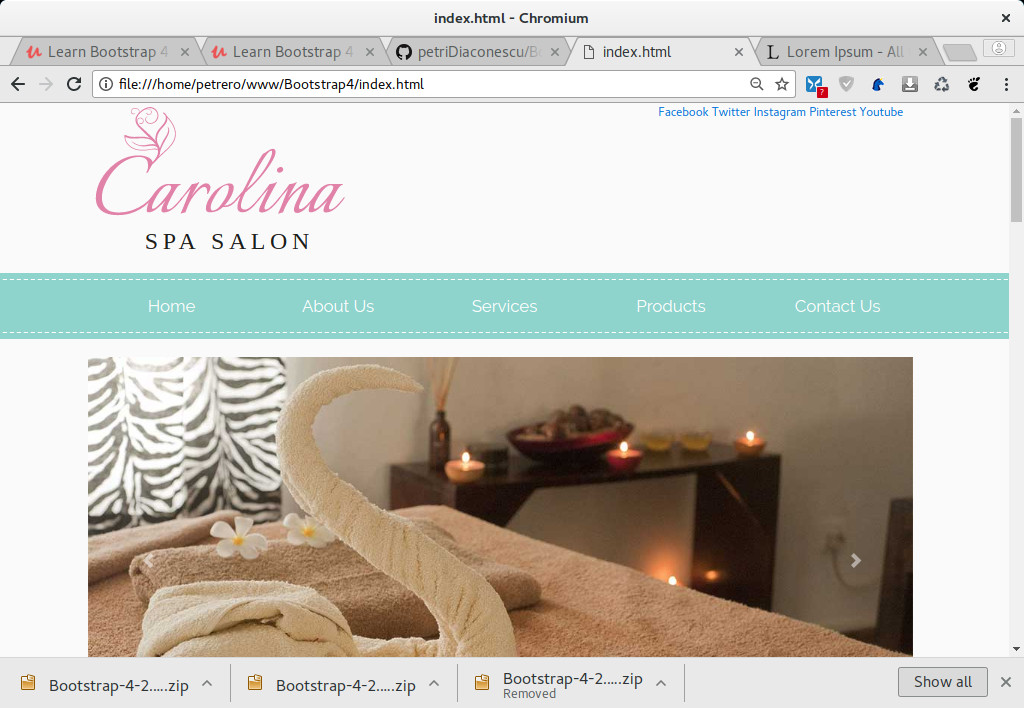 index.html - Chromium
Learn Bootstrap 4
Learn Bootstrap 4
petriDiaconescu/Bo
index.html
Lorem Ipsum - All
file:///home/petrero/www/Bootstrap4/index.html
Facebook Twitter Instagram Pinterest Youtube
Carolina
SPA SALON
Home About Us Services Products Contact Us
Bootstrap-4-2.....zip
Bootstrap-4-2.....zip
Bootstrap-4-2.....zip
Removed
Show all